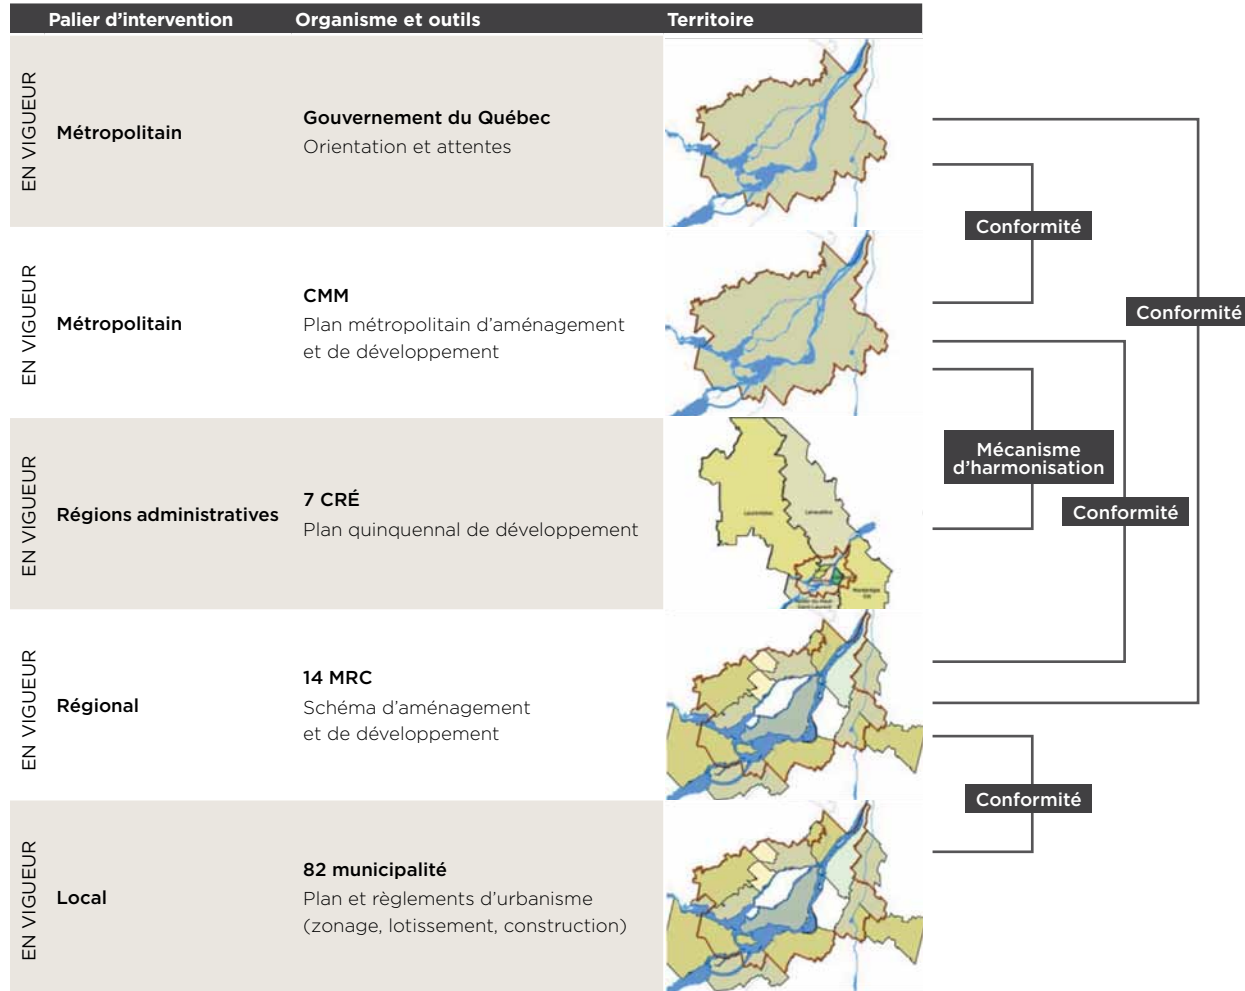 Palier d’intervention Organisme et outils Territoire
EN VIGUEUR
Métropolitain
Gouvernement du Québec
Orientation et attentes
Conformité
EN VIGUEUR
Métropolitain
CMM
Plan métropolitain d’aménagement
et de développement
Conformité
EN VIGUEUR
Régions administratives
7 CRÉ
Plan quinquennal de développement
Laurentides
Lanaudière
Mécanisme
d’harmonisation
Conformité
EN VIGUEUR
Régional
14 MRC
Schéma d’aménagement
et de développement
Conformité
EN VIGUEUR
Local
82 municipalité
Plan et règlements d’urbanisme
(zonage, lotissement, construction)